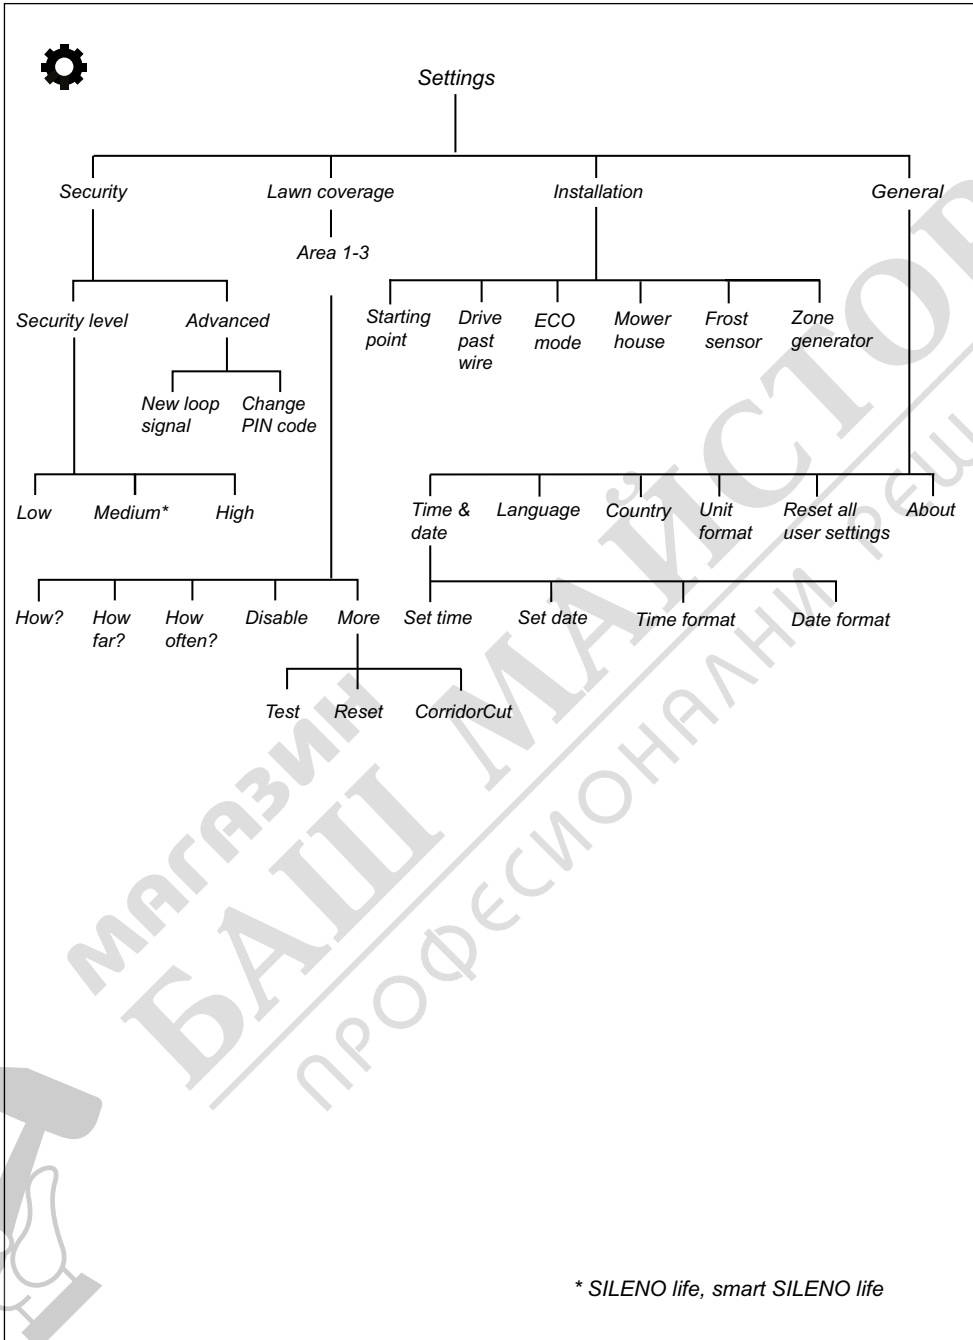 Settings
Security
Lawn coverage
Installation
General
Area 1-3
Security level
Advanced
Starting
point
Drive
past
wire
ECO
mode
Mower
house
Frost
sensor
Zone
generator
New loop
signal
Change
PIN code
Low
Medium*
High
Time &
date
Language
Country
Unit
format
Reset all
user settings
About
How?
How
far?
How
often?
Disable
More
Set time
Set date
Time format
Date format
Test
Reset
CorridorCut
МАГАЗИН
БАШ МАЙСТОР
ПРОФЕСИОНАЛНИ РЕШ
* SILENO life, smart SILENO life